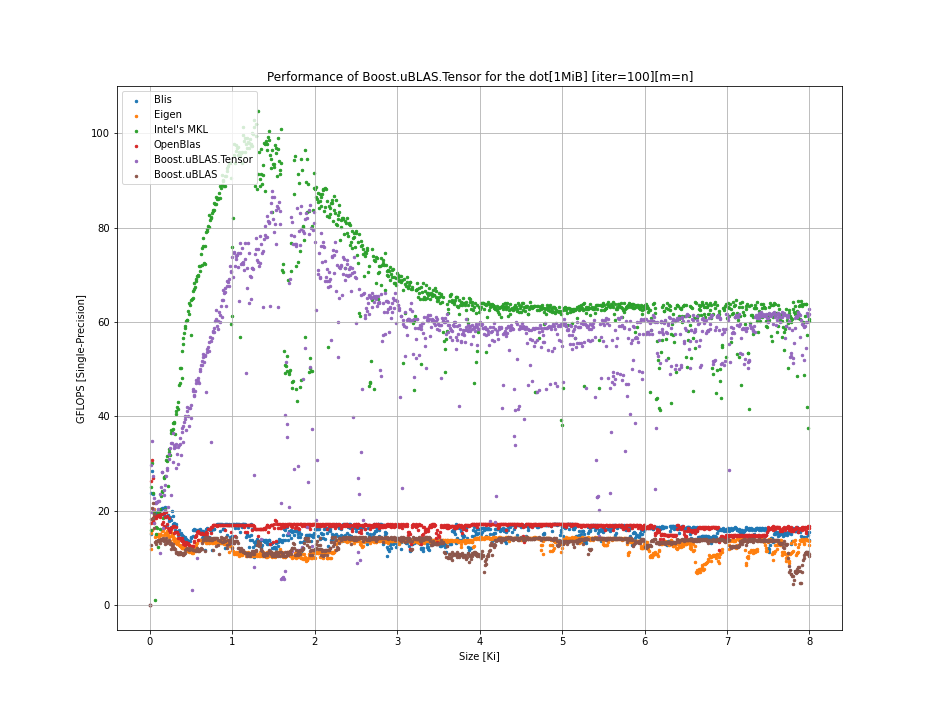 Performance of Boost.uBLAS.Tensor for the dot[1MiB] [iter=100][m=n]
Blis
Eigen
Intel's MKL
OpenBlas
Boost.uBLAS.Tensor
Boost.uBLAS
GFLOPS [Single-Precision]
100
80
60
40
20
0
0 1 2 3 4 5 6 7 8
Size [Ki]